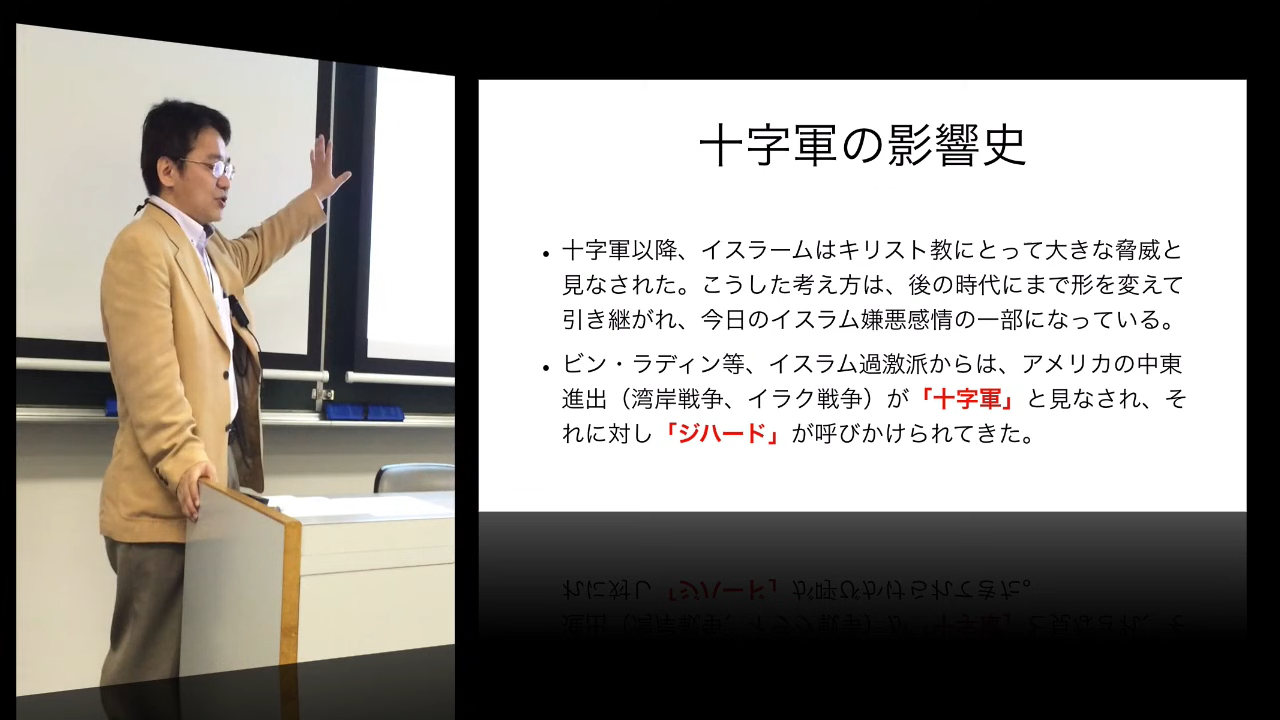 十字軍の影響史
• 十字軍以降、イスラームはキリスト教にとって大きな脅威と
見なされた。こうした考え方は、後の時代にまで形を変えて
引き継がれ、今日のイスラム嫌悪感情の一部になっている。
• ビン・ラディン等、イスラム過激派からは、アメリカの中東
進出（湾岸戦争、イラク戦争）が「十字軍」と見なされ、そ
れに対し「ジハード」が呼びかけられてきた。